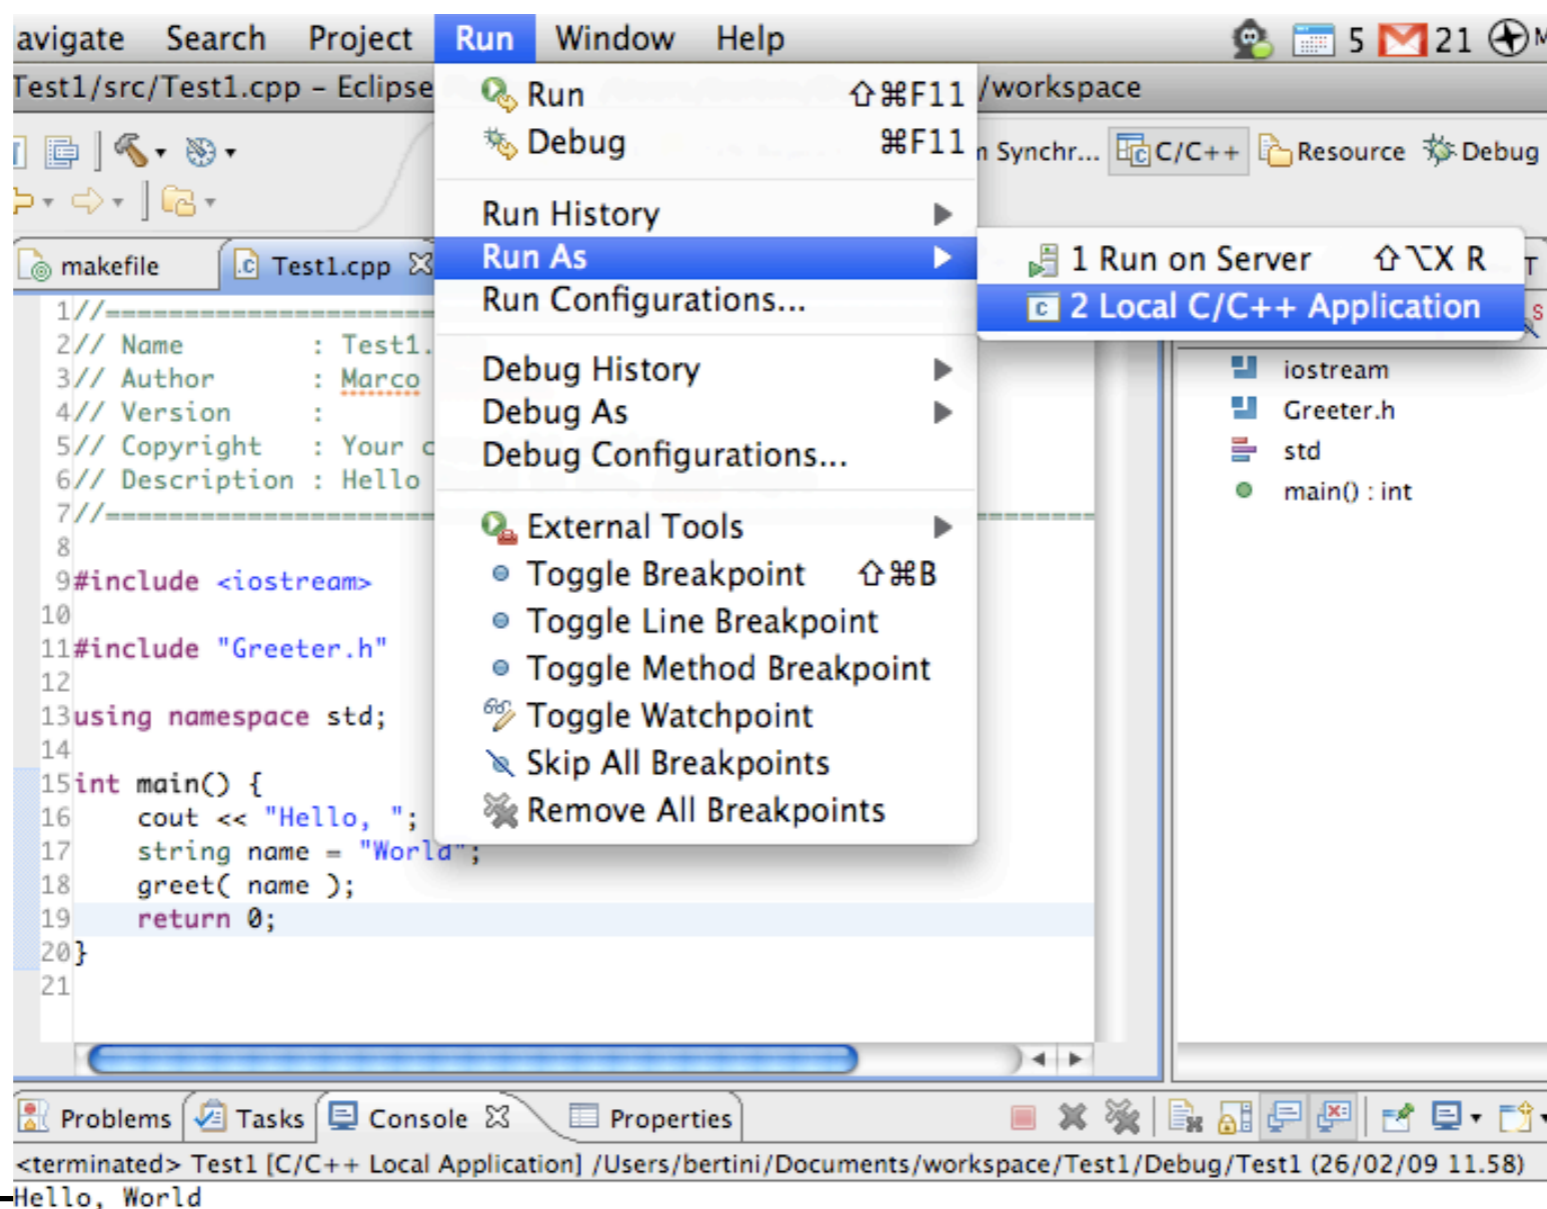 avigate Search Project Run Window Help 5 21
Test1/src/Test1.cpp – Eclipse /workspace
Run ⇧⌘F11
Debug ⌘F11
n Synchr... C/C++ Resource Debug
Run History
Run As
Run Configurations...
1 Run on Server ⇧⌥X R
2 Local C/C++ Application
Debug History
Debug As
Debug Configurations...
External Tools
Toggle Breakpoint ⇧⌘B
Toggle Line Breakpoint
Toggle Method Breakpoint
Toggle Watchpoint
Skip All Breakpoints
Remove All Breakpoints
makefile Test1.cpp
1//=====================
2// Name : Test1.
3// Author : Marco
4// Version :
5// Copyright : Your c
6// Description : Hello
7//=====================
8
9#include <iostream>
10
11#include "Greeter.h"
12
13using namespace std;
14
15int main() {
16 cout << "Hello, ";
17 string name = "World";
18 greet( name );
19 return 0;
20}
21
iostream
Greeter.h
std
main() : int
Problems Tasks Console Properties
<terminated> Test1 [C/C++ Local Application] /Users/bertini/Documents/workspace/Test1/Debug/Test1 (26/02/09 11.58)
Hello, World